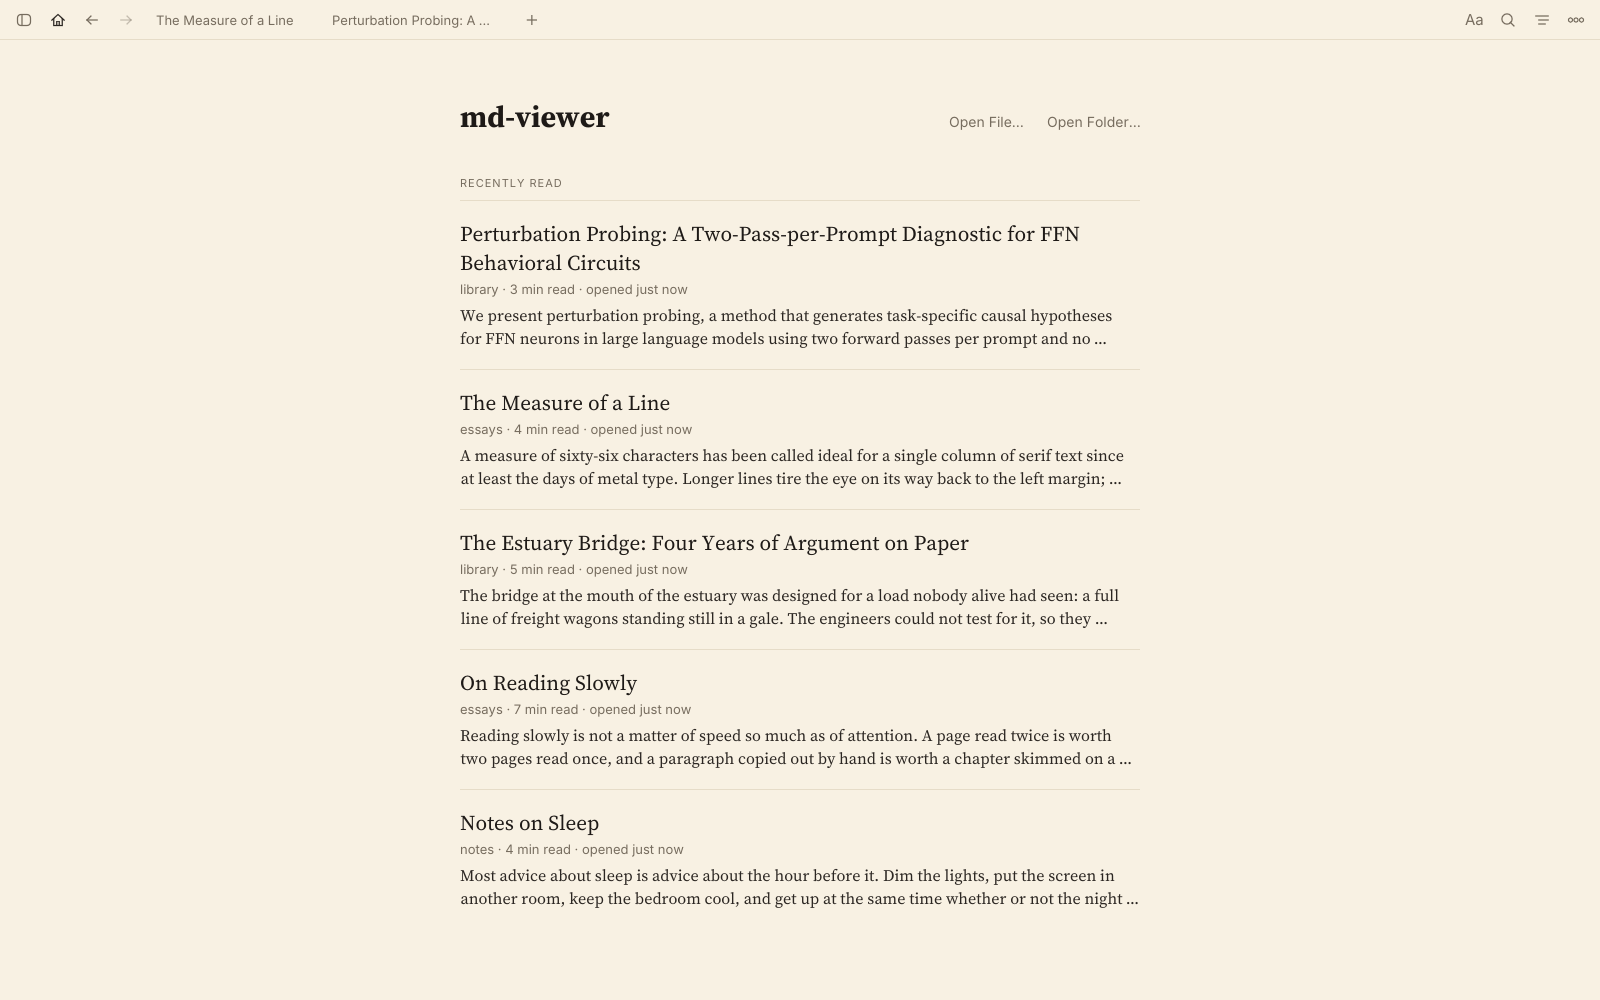 The Measure of a Line
Perturbation Probing: A ...
Aa
md-viewer
Open File...
Open Folder...
RECENTLY READ
Perturbation Probing: A Two-Pass-per-Prompt Diagnostic for FFN
Behavioral Circuits
library · 3 min read · opened just now
We present perturbation probing, a method that generates task-specific causal hypotheses
for FFN neurons in large language models using two forward passes per prompt and no ...
The Measure of a Line
essays · 4 min read · opened just now
A measure of sixty-six characters has been called ideal for a single column of serif text since
at least the days of metal type. Longer lines tire the eye on its way back to the left margin; ...
The Estuary Bridge: Four Years of Argument on Paper
library · 5 min read · opened just now
The bridge at the mouth of the estuary was designed for a load nobody alive had seen: a full
line of freight wagons standing still in a gale. The engineers could not test for it, so they ...
On Reading Slowly
essays · 7 min read · opened just now
Reading slowly is not a matter of speed so much as of attention. A page read twice is worth
two pages read once, and a paragraph copied out by hand is worth a chapter skimmed on a ...
Notes on Sleep
notes · 4 min read · opened just now
Most advice about sleep is advice about the hour before it. Dim the lights, put the screen in
another room, keep the bedroom cool, and get up at the same time whether or not the night ...